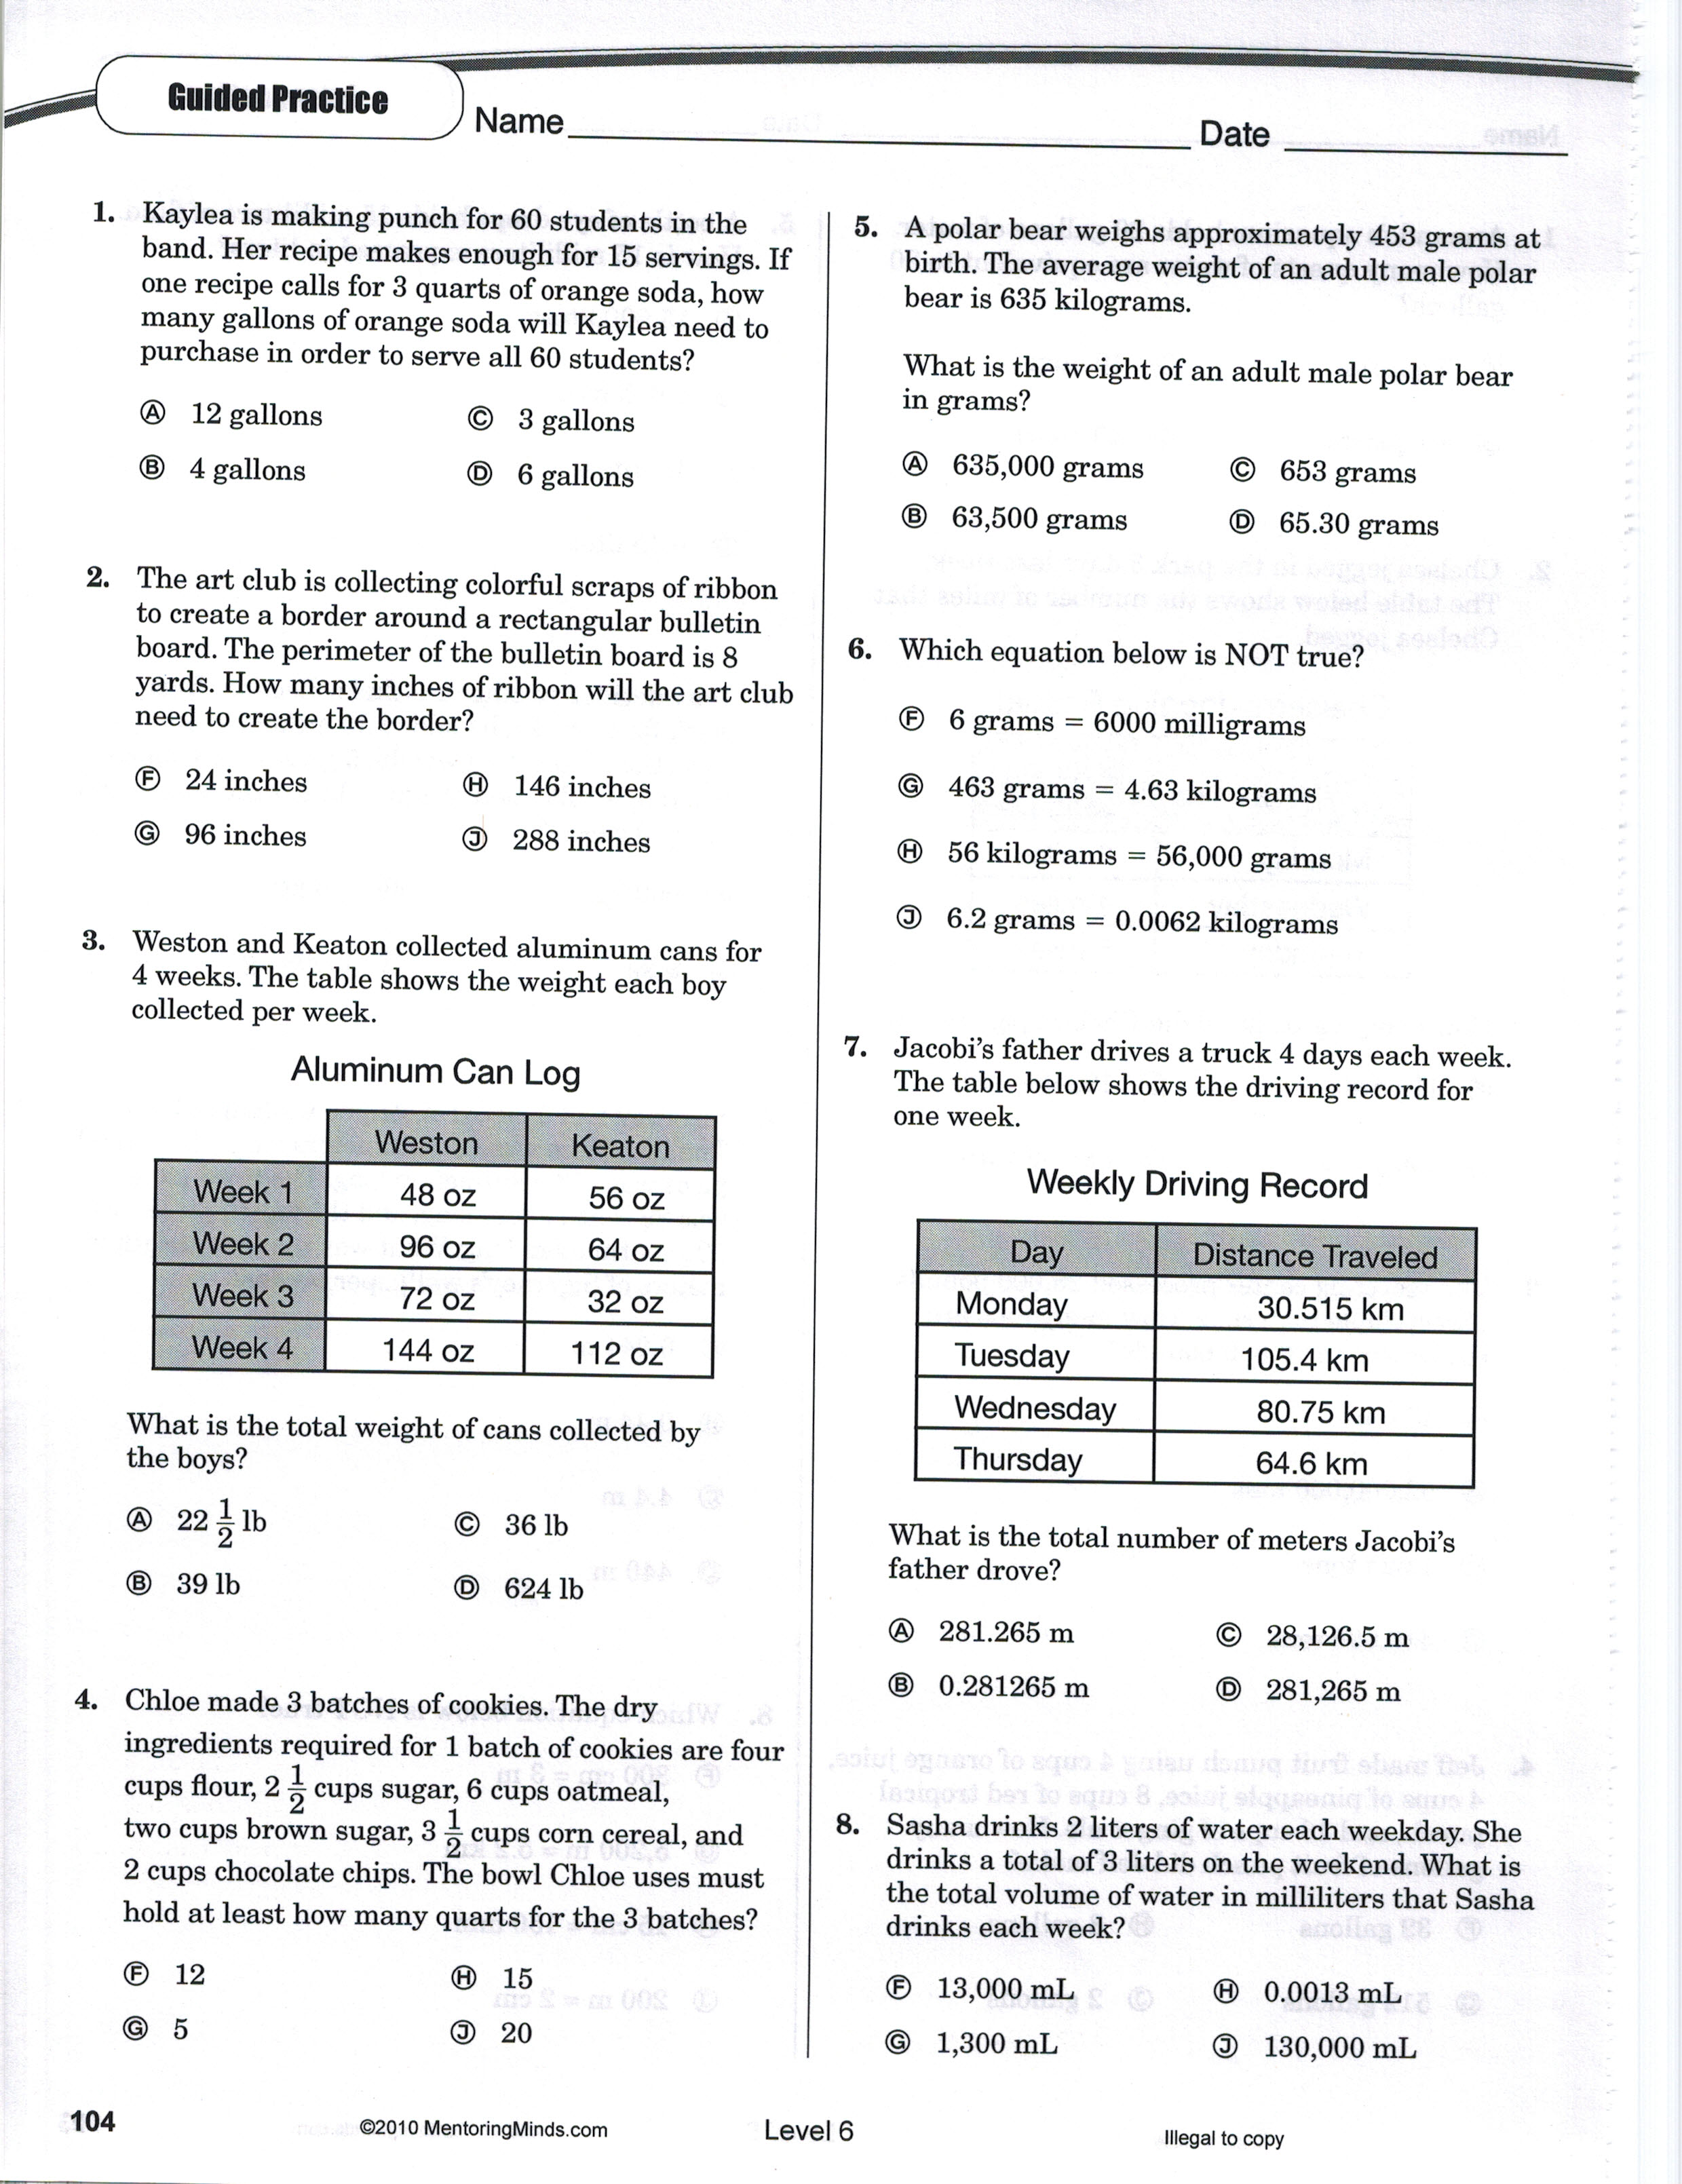 Guided Practice
Name
Date
1. Kaylea is making punch for 60 students in the
band. Her recipe makes enough for 15 servings. If
one recipe calls for 3 quarts of orange soda, how
many gallons of orange soda will Kaylea need to
purchase in order to serve all 60 students?
Ⓐ 12 gallons Ⓒ 3 gallons
Ⓑ 4 gallons Ⓓ 6 gallons
2. The art club is collecting colorful scraps of ribbon
to create a border around a rectangular bulletin
board. The perimeter of the bulletin board is 8
yards. How many inches of ribbon will the art club
need to create the border?
Ⓕ 24 inches Ⓗ 146 inches
Ⓖ 96 inches Ⓙ 288 inches
3. Weston and Keaton collected aluminum cans for
4 weeks. The table shows the weight each boy
collected per week.
Aluminum Can Log
Weston Keaton
Week 1 48 oz 56 oz
Week 2 96 oz 64 oz
Week 3 72 oz 32 oz
Week 4 144 oz 112 oz
What is the total weight of cans collected by
the boys?
Ⓐ 22 1/2 lb Ⓒ 36 lb
Ⓑ 39 lb Ⓓ 624 lb
4. Chloe made 3 batches of cookies. The dry
ingredients required for 1 batch of cookies are four
cups flour, 2 1/2 cups sugar, 6 cups oatmeal,
two cups brown sugar, 3 1/2 cups corn cereal, and
2 cups chocolate chips. The bowl Chloe uses must
hold at least how many quarts for the 3 batches?
Ⓕ 12 Ⓗ 15
Ⓖ 5 Ⓙ 20
5. A polar bear weighs approximately 453 grams at
birth. The average weight of an adult male polar
bear is 635 kilograms.
What is the weight of an adult male polar bear
in grams?
Ⓐ 635,000 grams Ⓒ 653 grams
Ⓑ 63,500 grams Ⓓ 65.30 grams
6. Which equation below is NOT true?
Ⓕ 6 grams = 6000 milligrams
Ⓖ 463 grams = 4.63 kilograms
Ⓗ 56 kilograms = 56,000 grams
Ⓙ 6.2 grams = 0.0062 kilograms
7. Jacobi's father drives a truck 4 days each week.
The table below shows the driving record for
one week.
Weekly Driving Record
Day Distance Traveled
Monday 30.515 km
Tuesday 105.4 km
Wednesday 80.75 km
Thursday 64.6 km
What is the total number of meters Jacobi's
father drove?
Ⓐ 281.265 m Ⓒ 28,126.5 m
Ⓑ 0.281265 m Ⓓ 281,265 m
8. Sasha drinks 2 liters of water each weekday. She
drinks a total of 3 liters on the weekend. What is
the total volume of water in milliliters that Sasha
drinks each week?
Ⓕ 13,000 mL Ⓗ 0.0013 mL
Ⓖ 1,300 mL Ⓙ 130,000 mL
104 ©2010 MentoringMinds.com Level 6 Illegal to copy